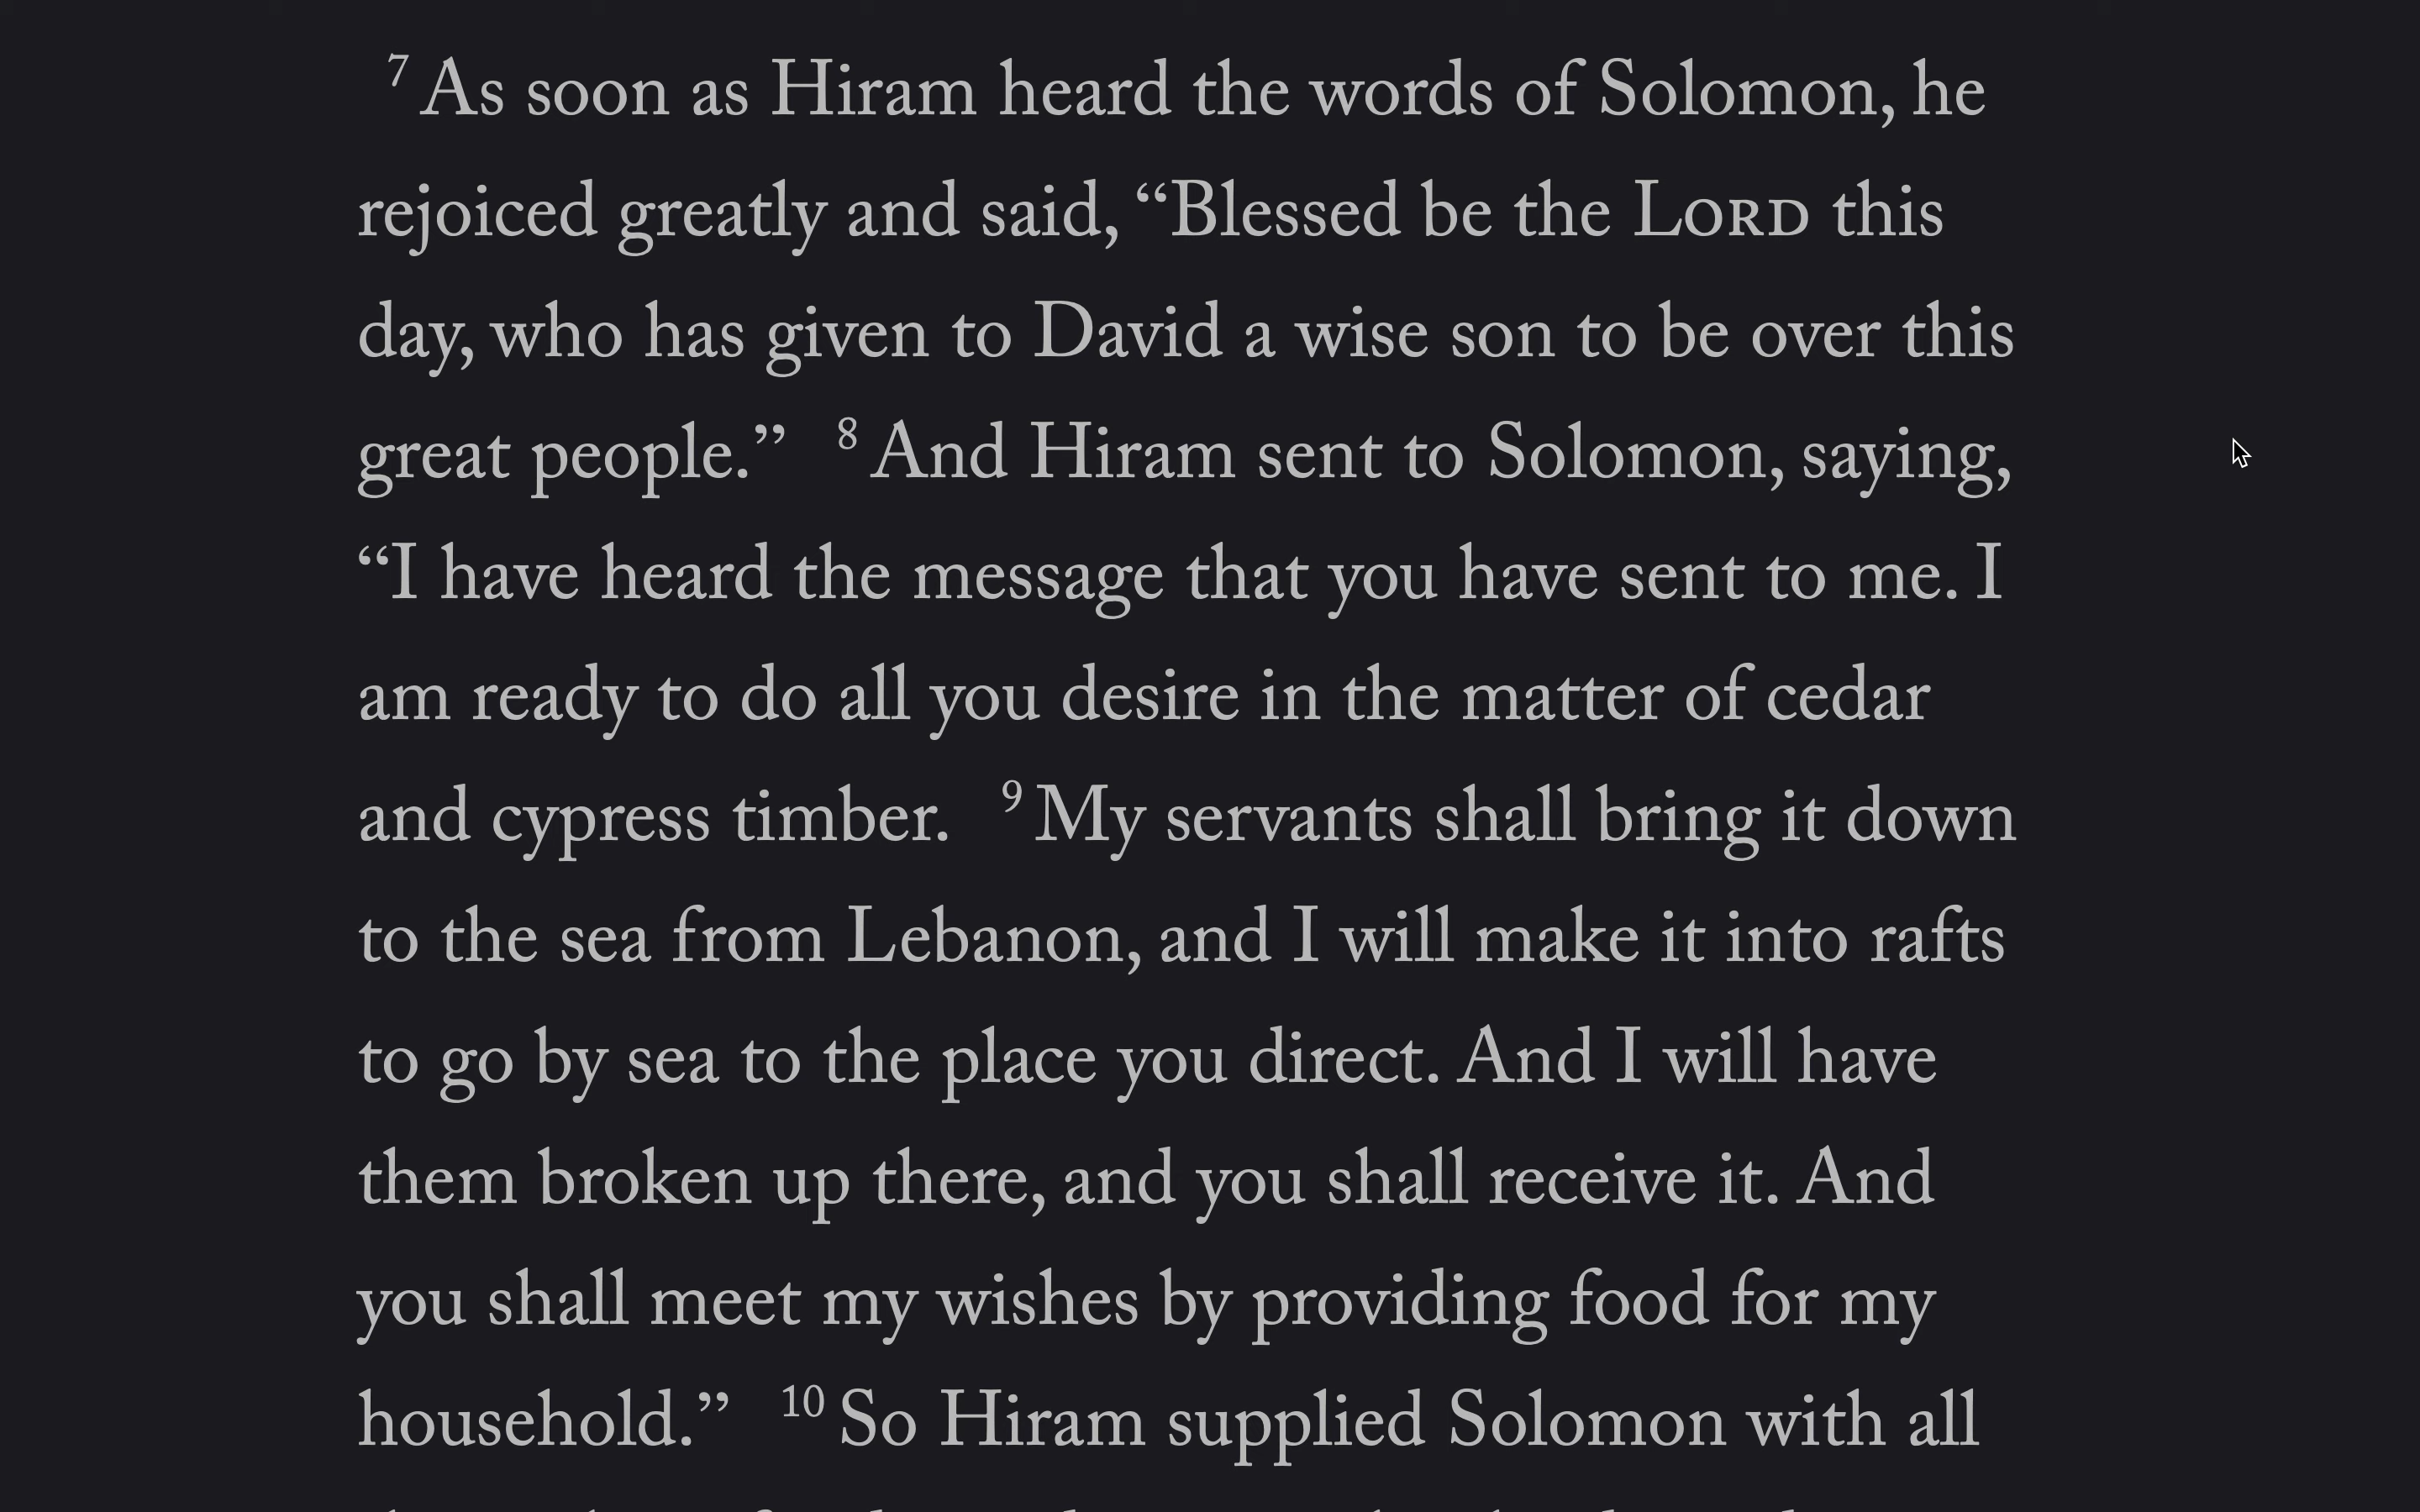 7 As soon as Hiram heard the words of Solomon, he
rejoiced greatly and said, “Blessed be the LORD this
day, who has given to David a wise son to be over this
great people.” 8 And Hiram sent to Solomon, saying,
“I have heard the message that you have sent to me. I
am ready to do all you desire in the matter of cedar
and cypress timber. 9 My servants shall bring it down
to the sea from Lebanon, and I will make it into rafts
to go by sea to the place you direct. And I will have
them broken up there, and you shall receive it. And
you shall meet my wishes by providing food for my
household.” 10 So Hiram supplied Solomon with all